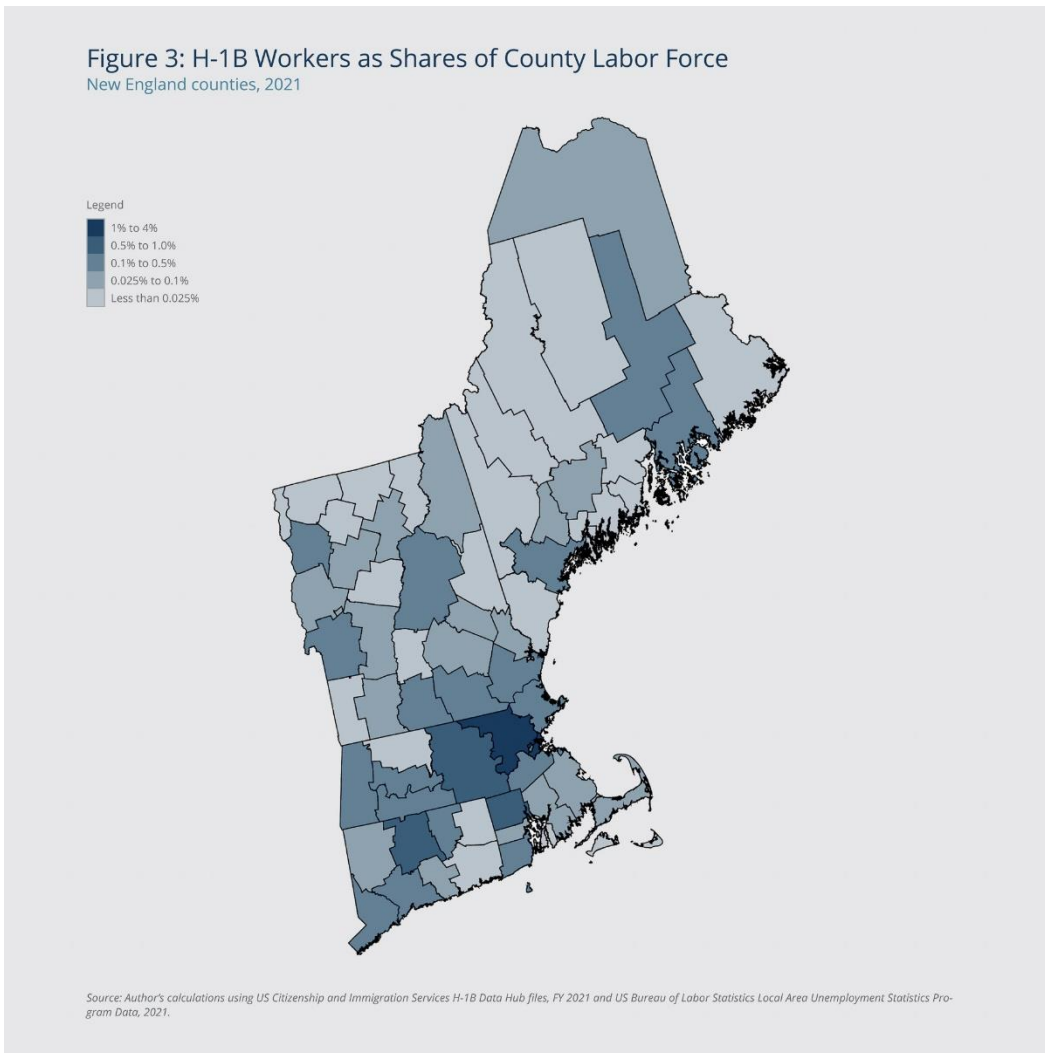 Figure 3: H-1B Workers as Shares of County Labor Force
New England counties, 2021
Legend
1% to 4%
0.5% to 1.0%
0.1% to 0.5%
0.025% to 0.1%
Less than 0.025%
Source: Author's calculations using US Citizenship and Immigration Services H-1B Data Hub files, FY 2021 and US Bureau of Labor Statistics Local Area Unemployment Statistics Pro-
gram Data, 2021.